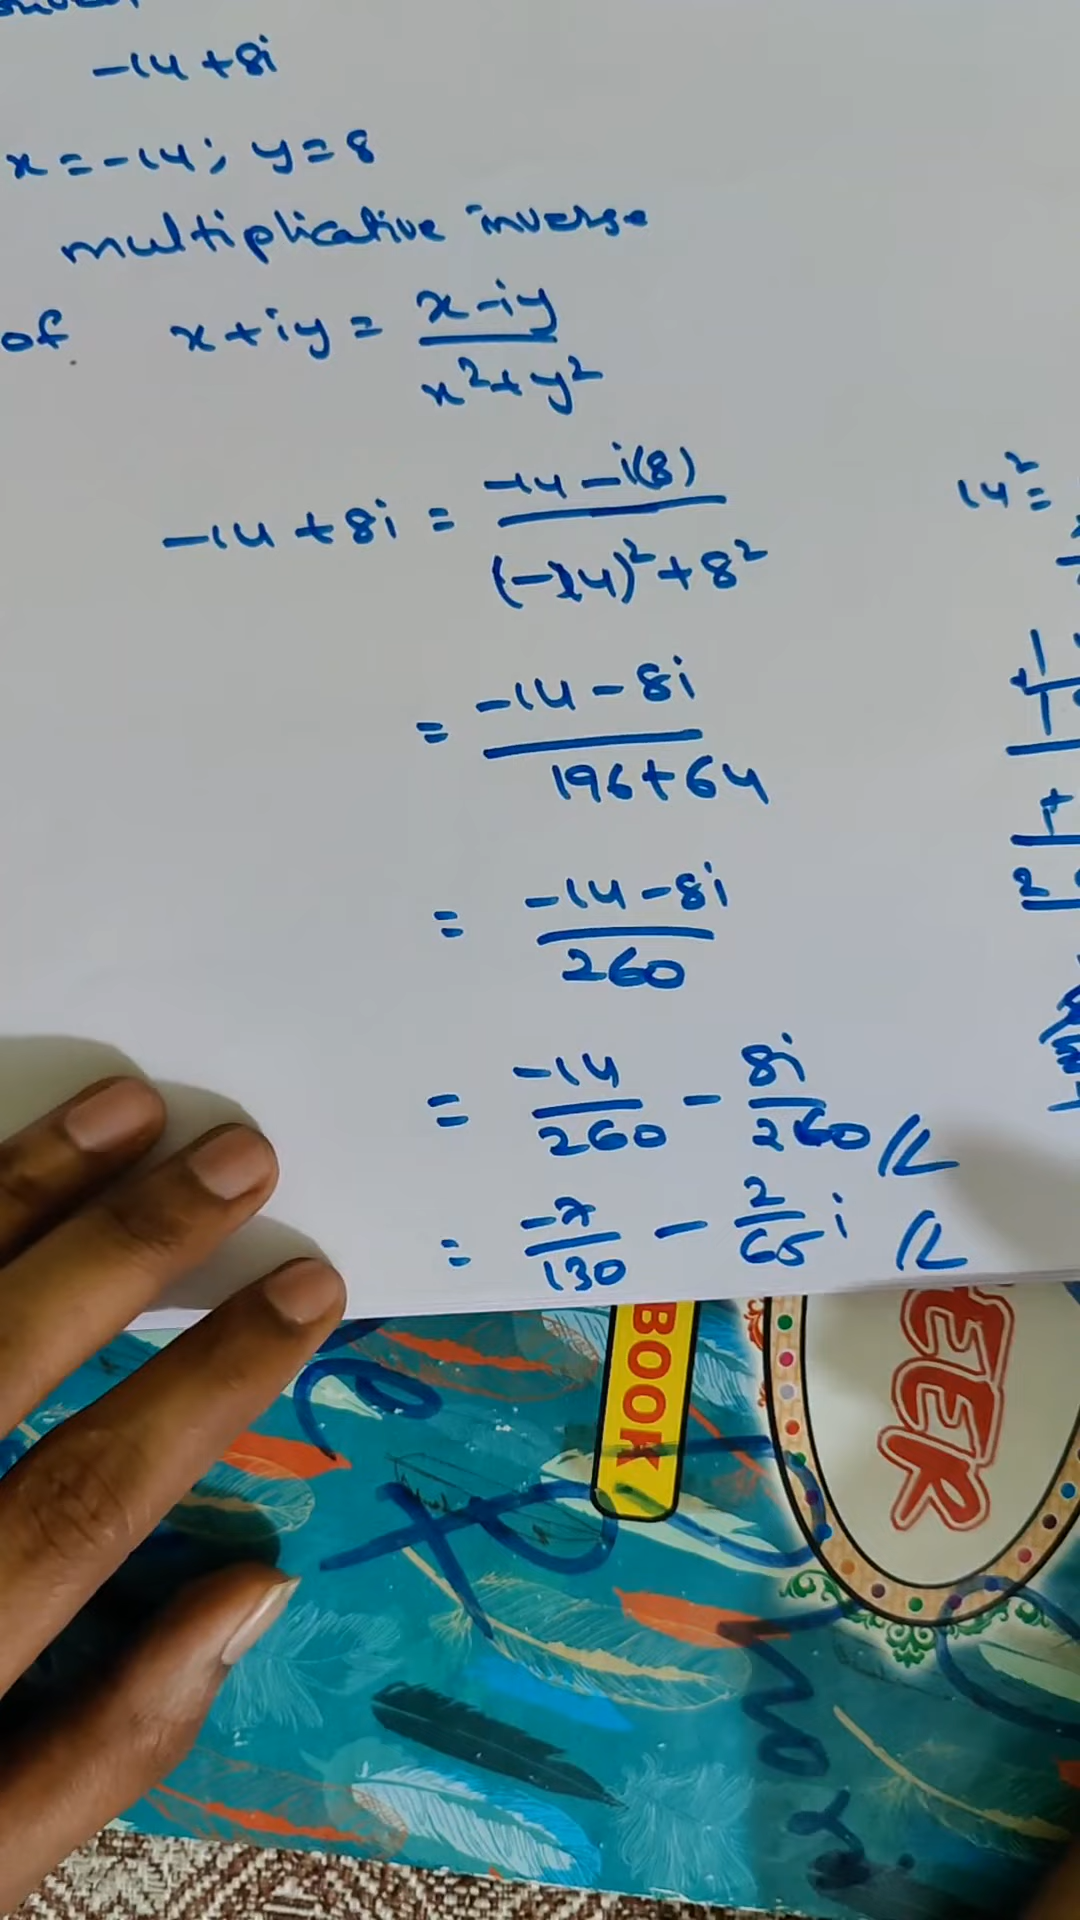 -14 +8i
x = -14; y = 8
multiplicative inverse
of x + iy = x - iy / x² + y²
-14 + 8i = -14 - i(8) / (-14)² + 8²
14² =
= -14 - 8i / 196 + 64
= -14 - 8i / 260
= -14/260 - 8i/260 //
= -7/130 - 2/65 i //
BOOK
EER